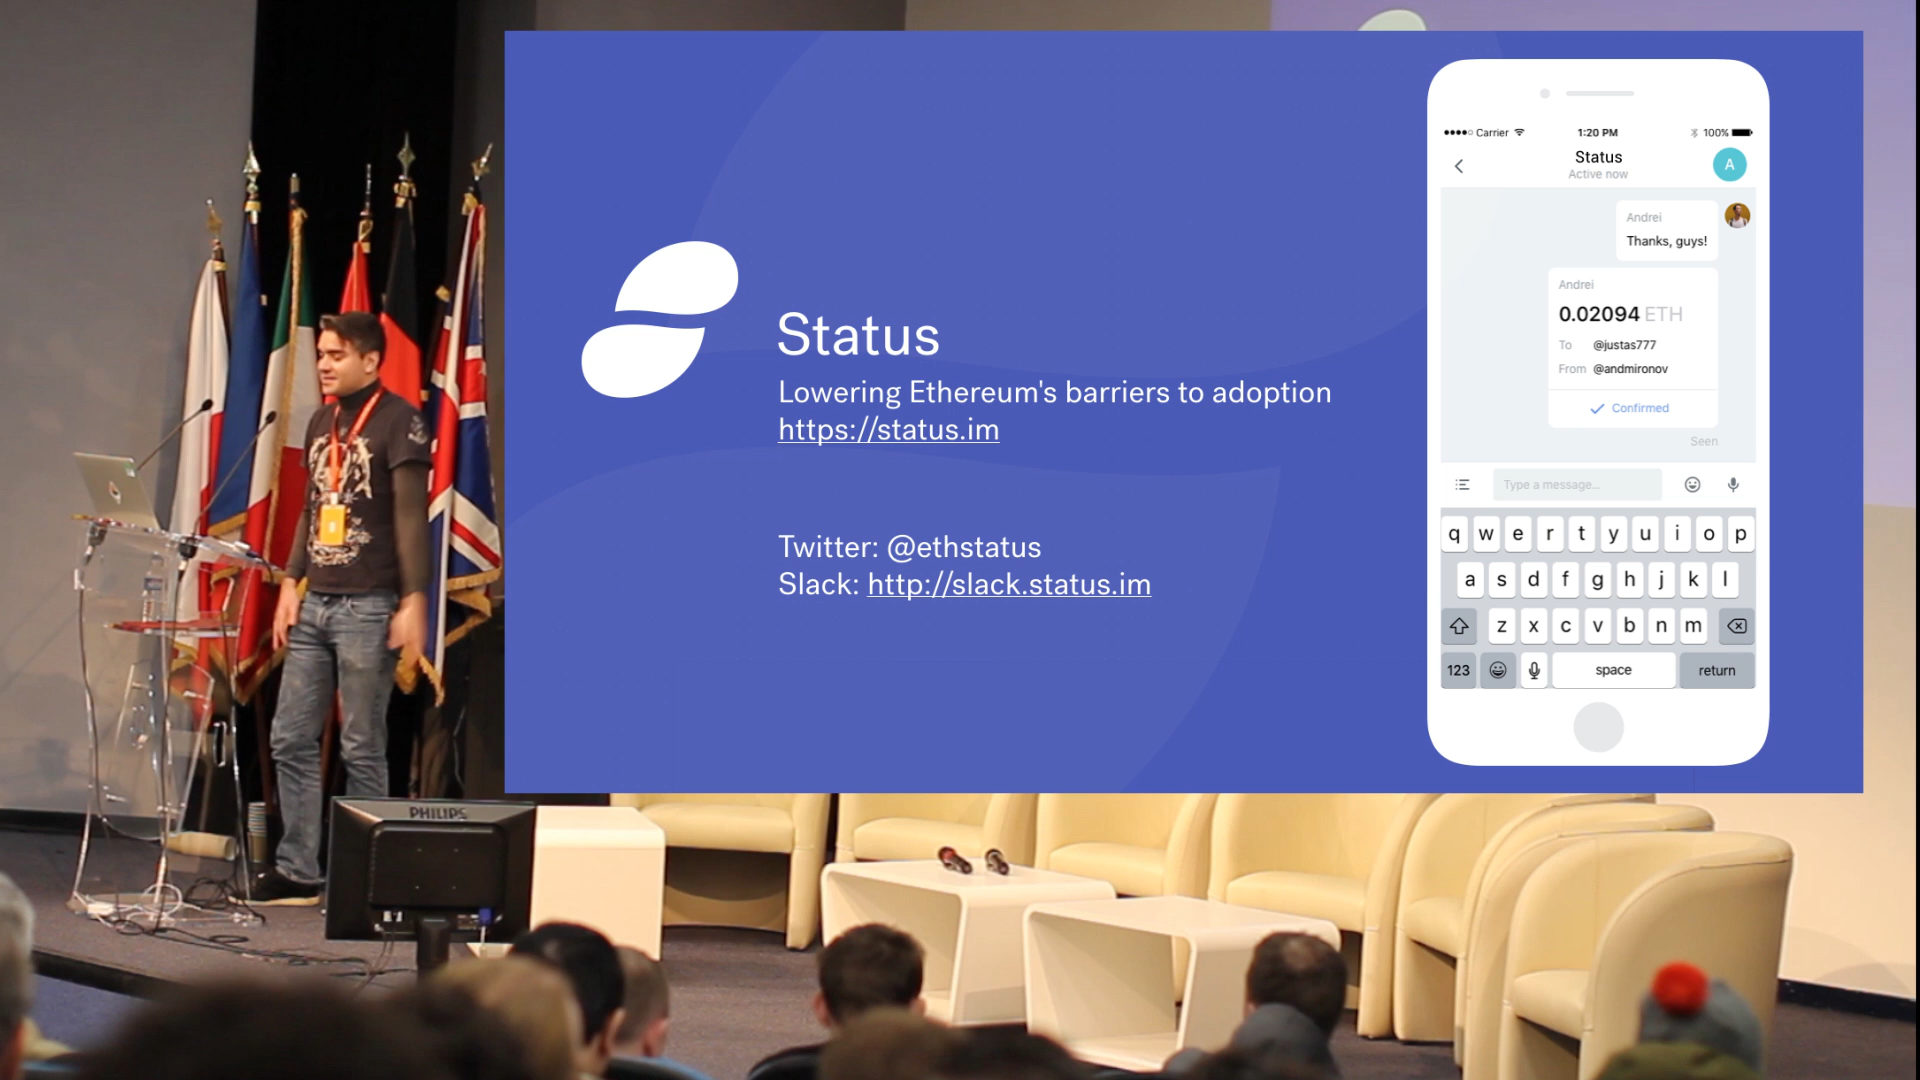 Status
Lowering Ethereum's barriers to adoption
https://status.im
Twitter: @ethstatus
Slack: http://slack.status.im
Carrier
1:20 PM
100%
Status
Active now
A
Andrei
Thanks, guys!
Andrei
0.02094 ETH
To @justas777
From @andmironov
Confirmed
Seen
Type a message...
q w e r t y u i o p
a s d f g h j k l
z x c v b n m
123 space return
PHILIPS